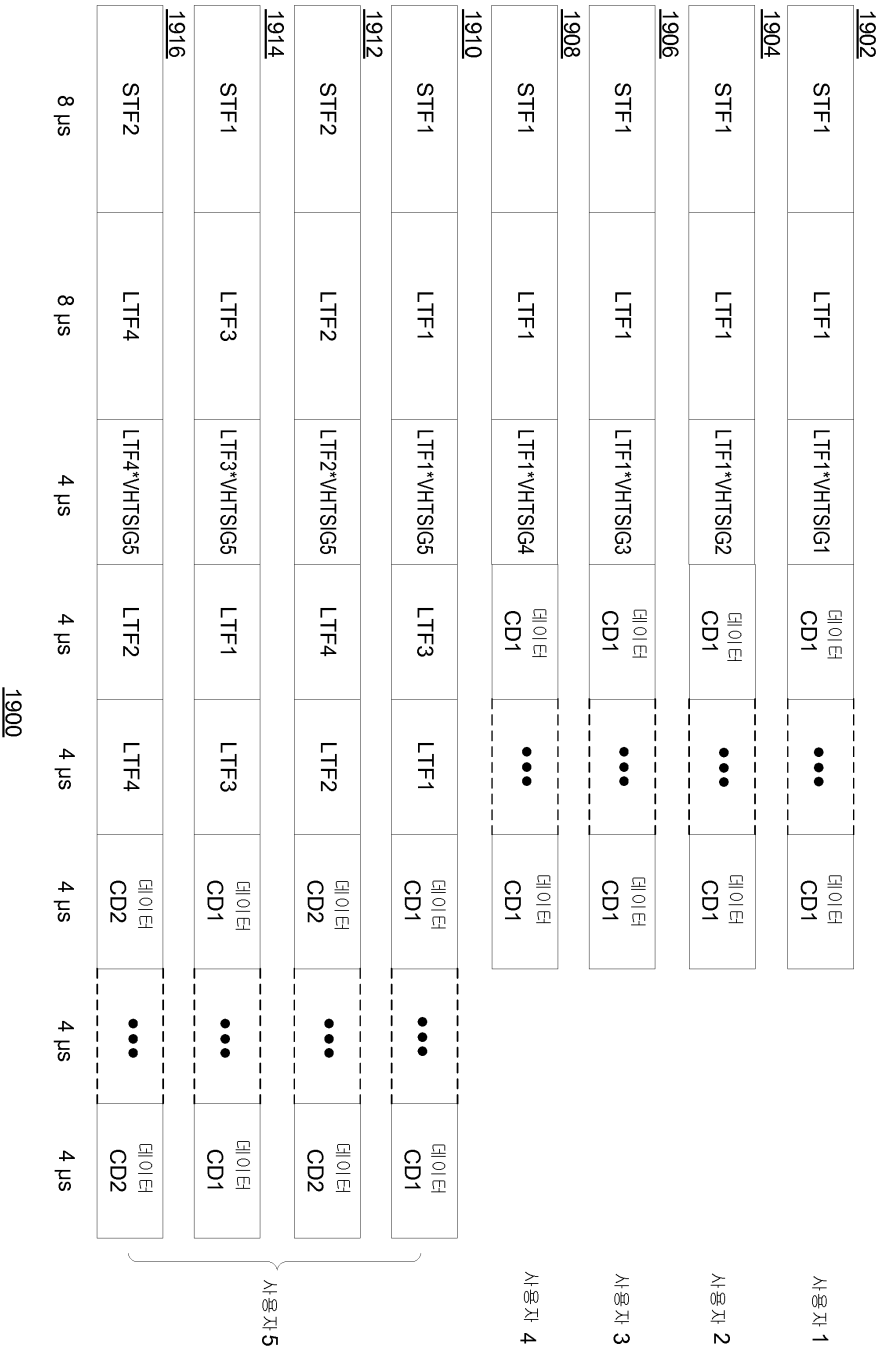 1902
STF1 LTF1 LTF1*VHTSIG1 데이터 CD1 ••• 데이터 CD1 사용자 1
1904
STF1 LTF1 LTF1*VHTSIG2 데이터 CD1 ••• 데이터 CD1 사용자 2
1906
STF1 LTF1 LTF1*VHTSIG3 데이터 CD1 ••• 데이터 CD1 사용자 3
1908
STF1 LTF1 LTF1*VHTSIG4 데이터 CD1 ••• 데이터 CD1 사용자 4
1910
STF1 LTF1 LTF1*VHTSIG5 LTF3 LTF1 데이터 CD1 ••• 데이터 CD1
1912
STF2 LTF2 LTF2*VHTSIG5 LTF4 LTF2 데이터 CD2 ••• 데이터 CD2
사용자 5
1914
STF1 LTF3 LTF3*VHTSIG5 LTF1 LTF3 데이터 CD1 ••• 데이터 CD1
1916
STF2 LTF4 LTF4*VHTSIG5 LTF2 LTF4 데이터 CD2 ••• 데이터 CD2
8 µs 8 µs 4 µs 4 µs 4 µs 4 µs 4 µs 4 µs
1900